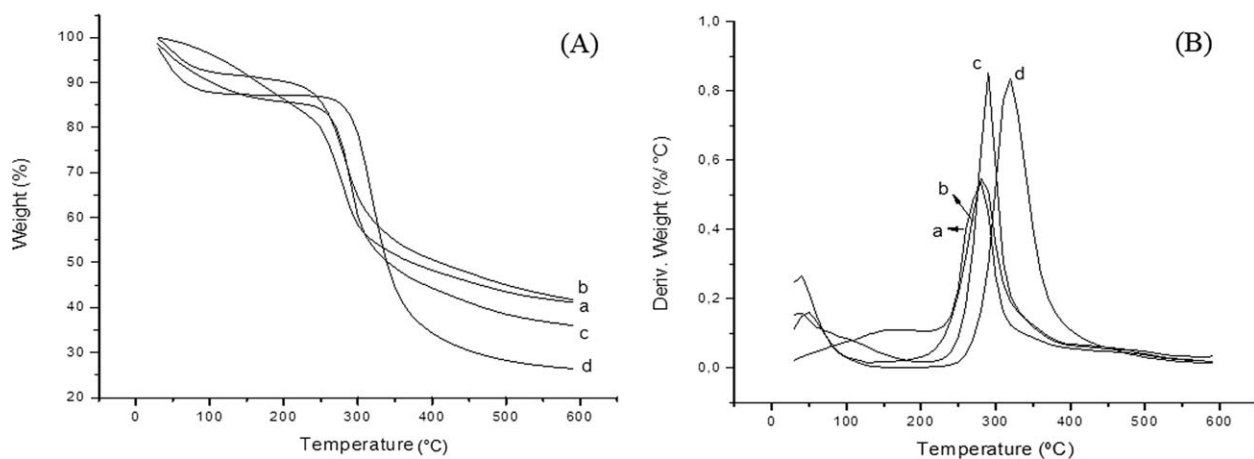 (A)
Weight (%)
100
90
80
70
60
50
40
30
20
b
a
c
d
0
100
200
300
400
500
600
Temperature (°C)
(B)
Deriv. Weight (%/ °C)
1,0
0,8
0,6
0,4
0,2
0,0
c
d
b
a
0
100
200
300
400
500
600
Temperature (ºC)